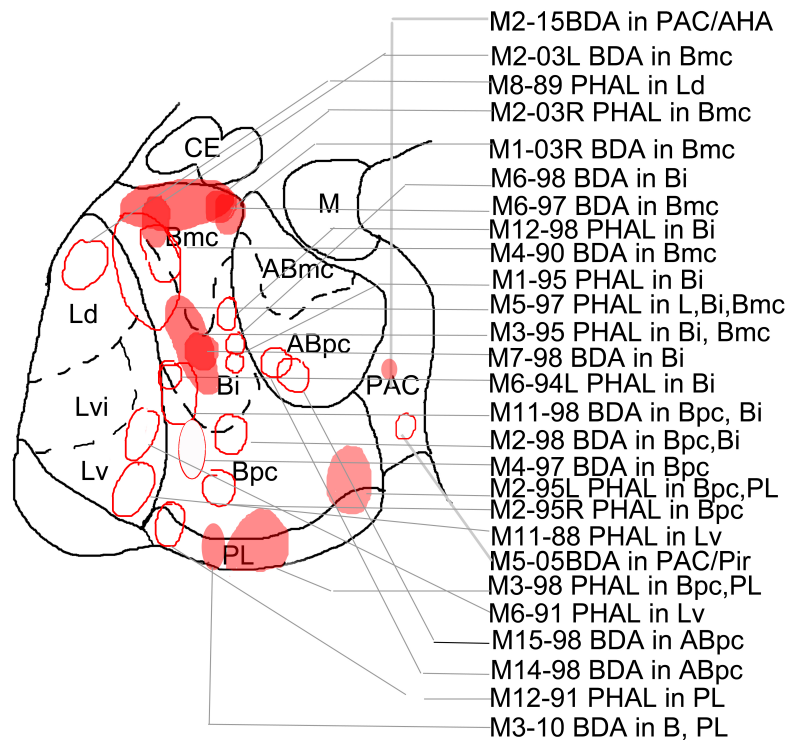 M2-15BDA in PAC/AHA
M2-03L BDA in Bmc
M8-89 PHAL in Ld
M2-03R PHAL in Bmc
M1-03R BDA in Bmc
M6-98 BDA in Bi
M6-97 BDA in Bmc
M12-98 PHAL in Bi
M4-90 BDA in Bmc
M1-95 PHAL in Bi
M5-97 PHAL in L,Bi,Bmc
M3-95 PHAL in Bi, Bmc
M7-98 BDA in Bi
M6-94L PHAL in Bi
M11-98 BDA in Bpc, Bi
M2-98 BDA in Bpc,Bi
M4-97 BDA in Bpc
M2-95L PHAL in Bpc,PL
M2-95R PHAL in Bpc
M11-88 PHAL in Lv
M5-05BDA in PAC/Pir
M3-98 PHAL in Bpc,PL
M6-91 PHAL in Lv
M15-98 BDA in ABpc
M14-98 BDA in ABpc
M12-91 PHAL in PL
M3-10 BDA in B, PL
CE
M
Bmc
ABmc
Ld
ABpc
Bi
PAC
Lvi
Lv
Bpc
PL